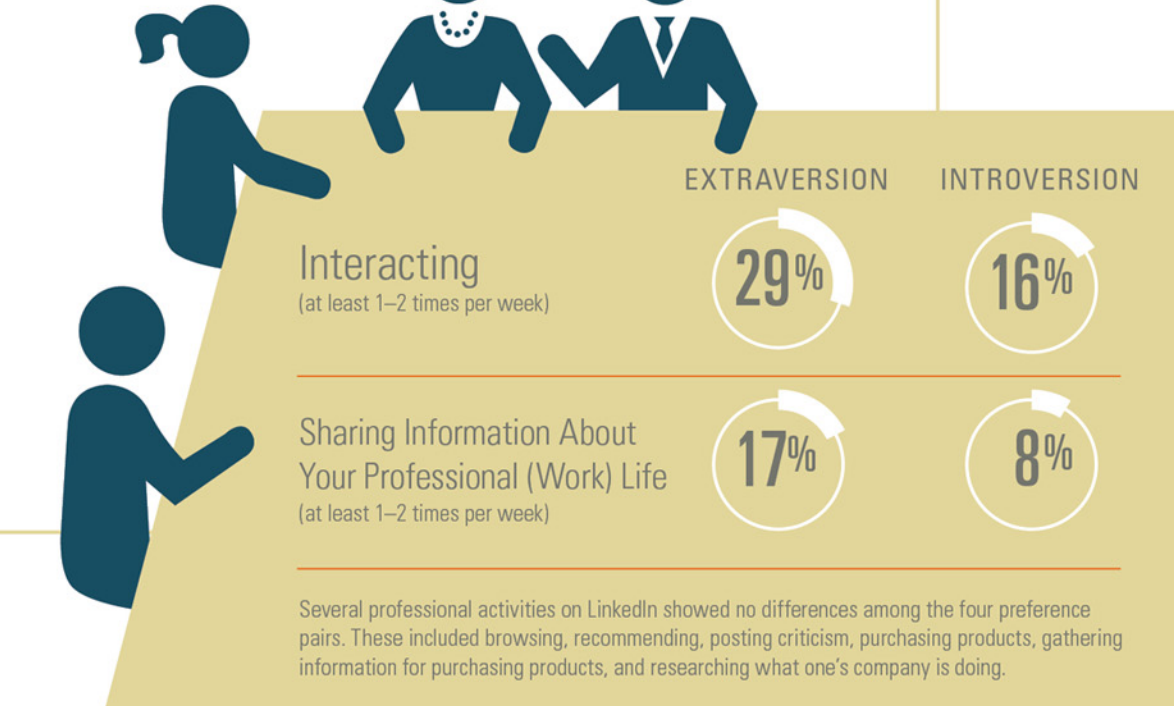 EXTRAVERSION INTROVERSION
Interacting
(at least 1–2 times per week)
29% 16%
Sharing Information About
Your Professional (Work) Life
(at least 1–2 times per week)
17% 8%
Several professional activities on LinkedIn showed no differences among the four preference
pairs. These included browsing, recommending, posting criticism, purchasing products, gathering
information for purchasing products, and researching what one’s company is doing.